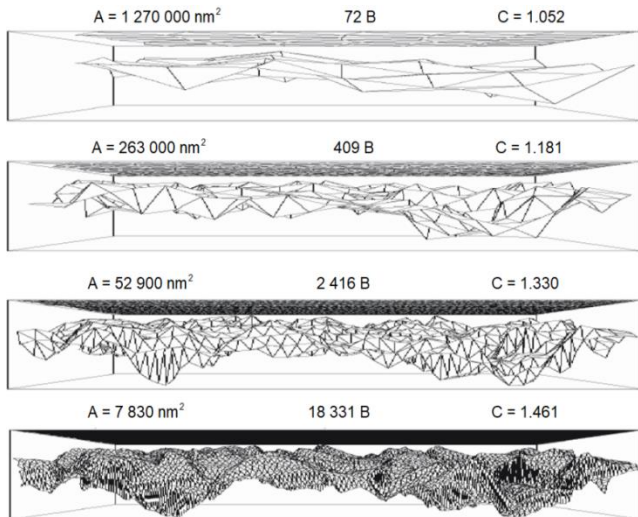 A = 1 270 000 nm² 72 B C = 1.052
A = 263 000 nm² 409 B C = 1.181
A = 52 900 nm² 2 416 B C = 1.330
A = 7 830 nm² 18 331 B C = 1.461